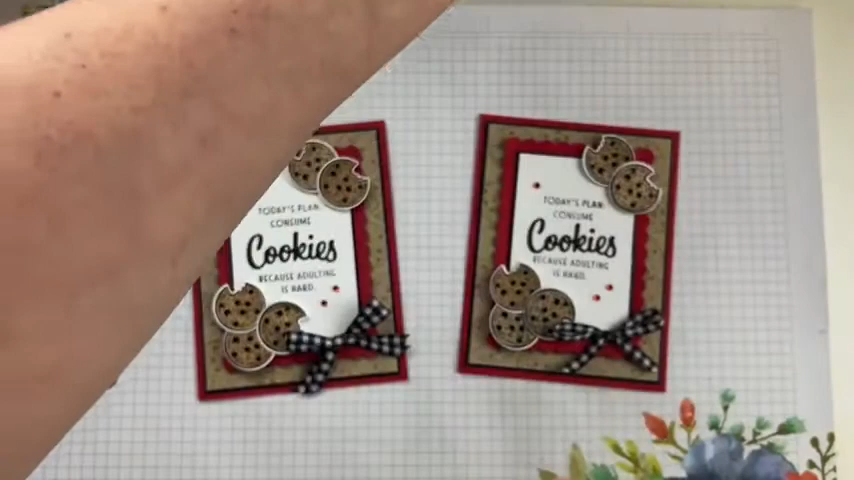 TODAY'S PLAN
CONSUME
Cookies
BECAUSE ADULTING
IS HARD.
TODAY'S PLAN
CONSUME
Cookies
BECAUSE ADULTING
IS HARD.